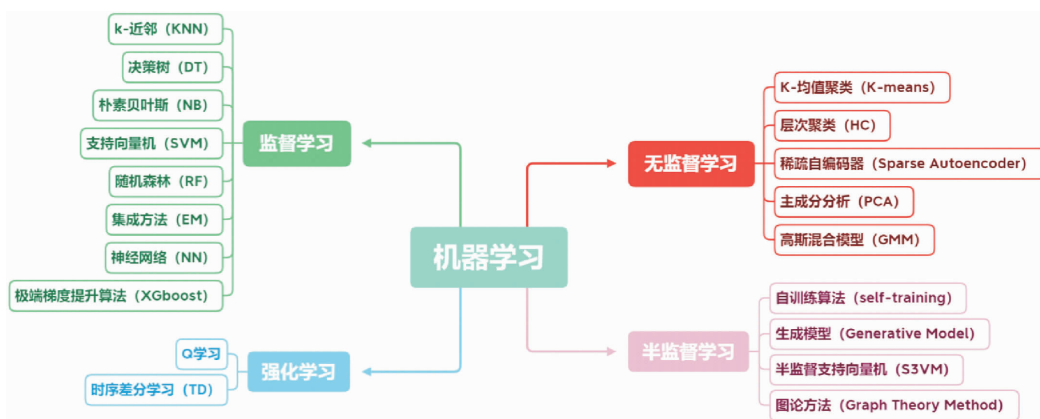 机器学习
监督学习
k-近邻（KNN）
决策树（DT）
朴素贝叶斯（NB）
支持向量机（SVM）
随机森林（RF）
集成方法（EM）
神经网络（NN）
极端梯度提升算法（XGboost）
强化学习
Q学习
时序差分学习（TD）
无监督学习
K-均值聚类（K-means）
层次聚类（HC）
稀疏自编码器（Sparse Autoencoder）
主成分分析（PCA）
高斯混合模型（GMM）
半监督学习
自训练算法（self-training）
生成模型（Generative Model）
半监督支持向量机（S3VM）
图论方法（Graph Theory Method）